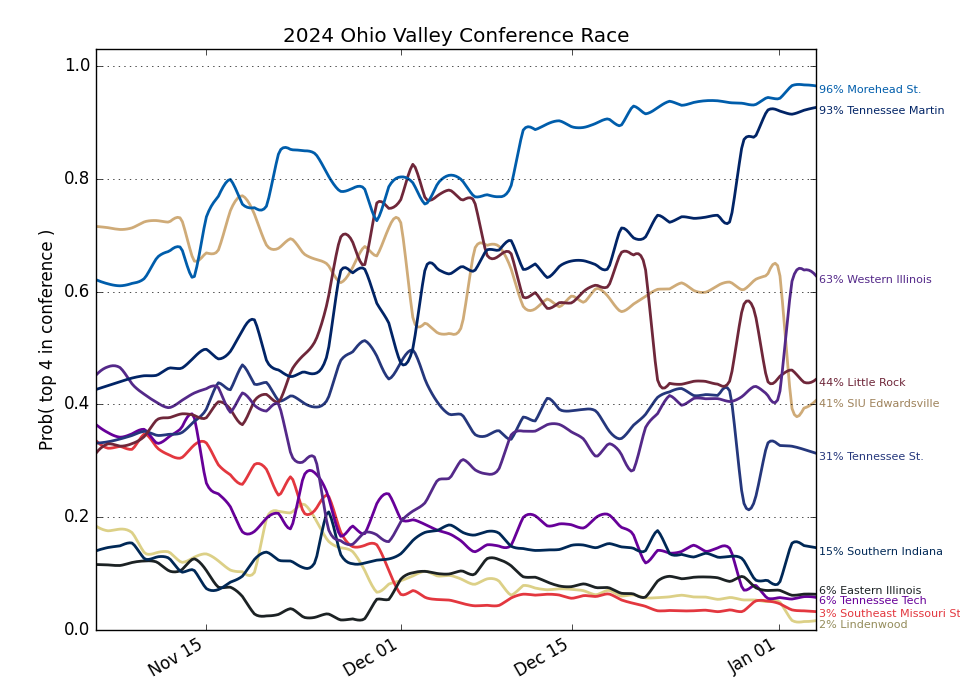 2024 Ohio Valley Conference Race
Prob( top 4 in conference )
1.0
0.8
0.6
0.4
0.2
0.0
Nov 15
Dec 01
Dec 15
Jan 01
96% Morehead St.
93% Tennessee Martin
63% Western Illinois
44% Little Rock
41% SIU Edwardsville
31% Tennessee St.
15% Southern Indiana
6% Eastern Illinois
6% Tennessee Tech
3% Southeast Missouri St
2% Lindenwood